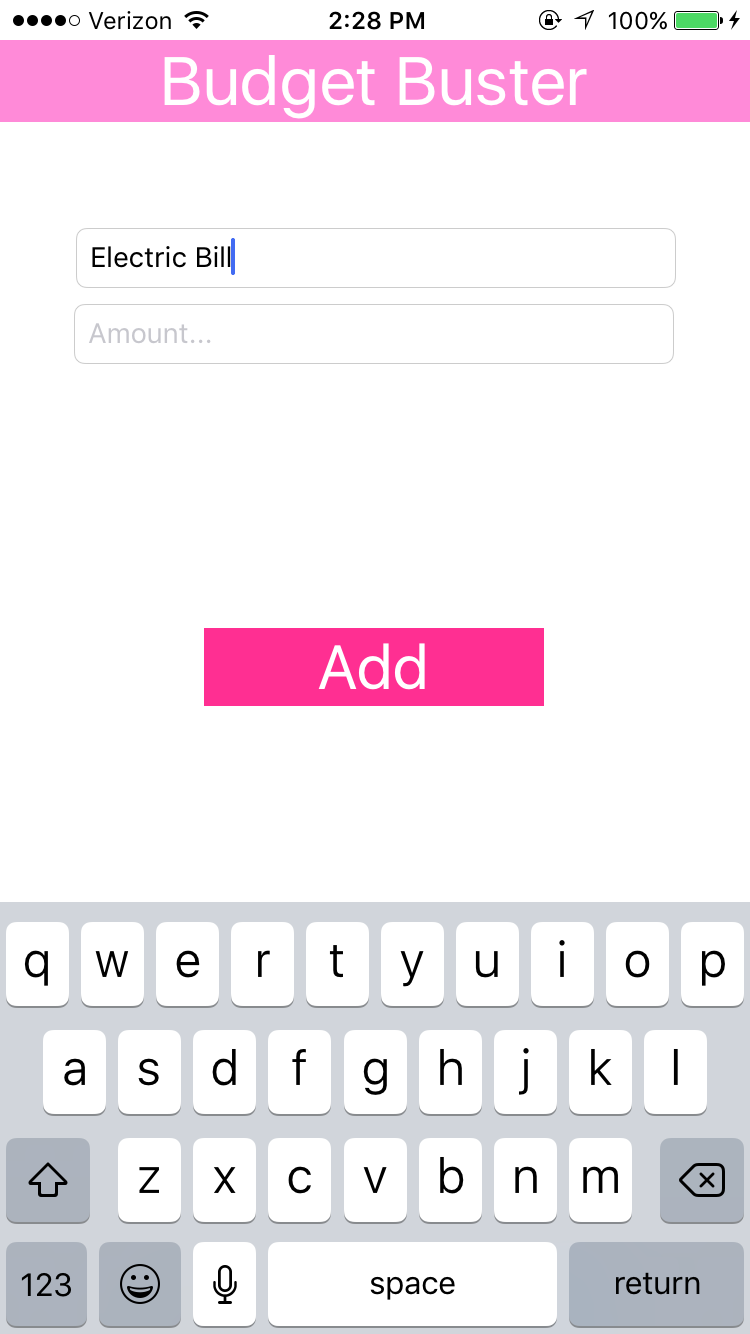 Verizon 2:28 PM 100%
Budget Buster
Electric Bill
Amount...
Add
q w e r t y u i o p
a s d f g h j k l
z x c v b n m
123 space return